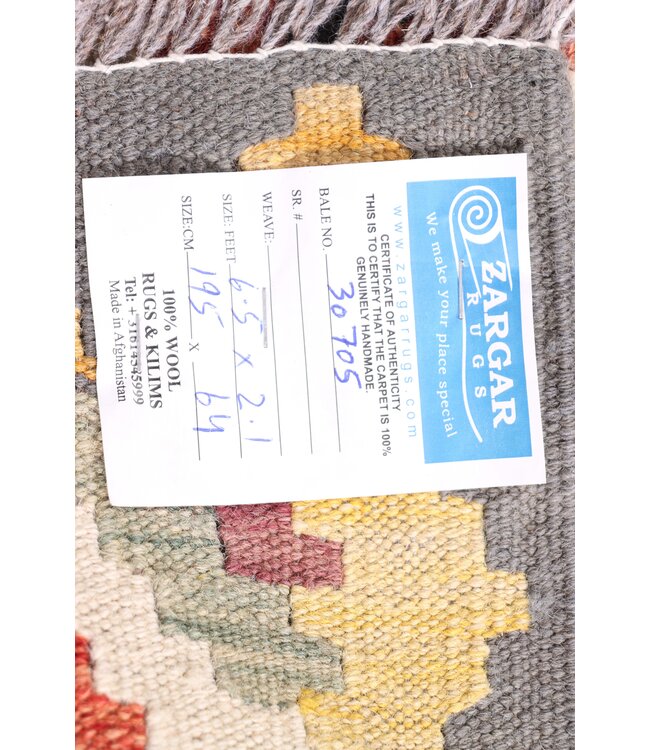 ZARGAR
RUGS
We make your place special
www.zargarrugs.com
CERTIFICATE OF AUTHENTICITY
THIS IS TO CERTIFY THAT THE CARPET IS 100%
GENUINELY HANDMADE.
BALE NO. 30705
SR. #
WEAVE:
SIZE: FEET 6.5 X 2.1
SIZE:CM 195 X 64
100% WOOL
RUGS & KILIMS
Tel: + 31614345999
Made in Afghanistan